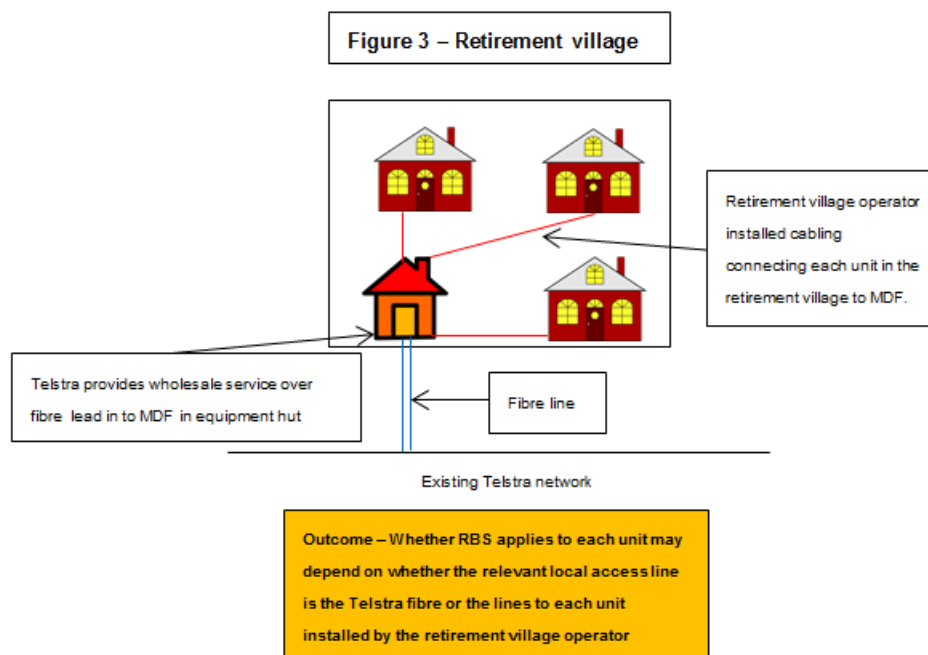 Figure 3 – Retirement village
Retirement village operator
installed cabling
connecting each unit in the
retirement village to MDF.
Telstra provides wholesale service over
fibre lead in to MDF in equipment hut
Fibre line
Existing Telstra network
Outcome – Whether RBS applies to each unit may
depend on whether the relevant local access line
is the Telstra fibre or the lines to each unit
installed by the retirement village operator